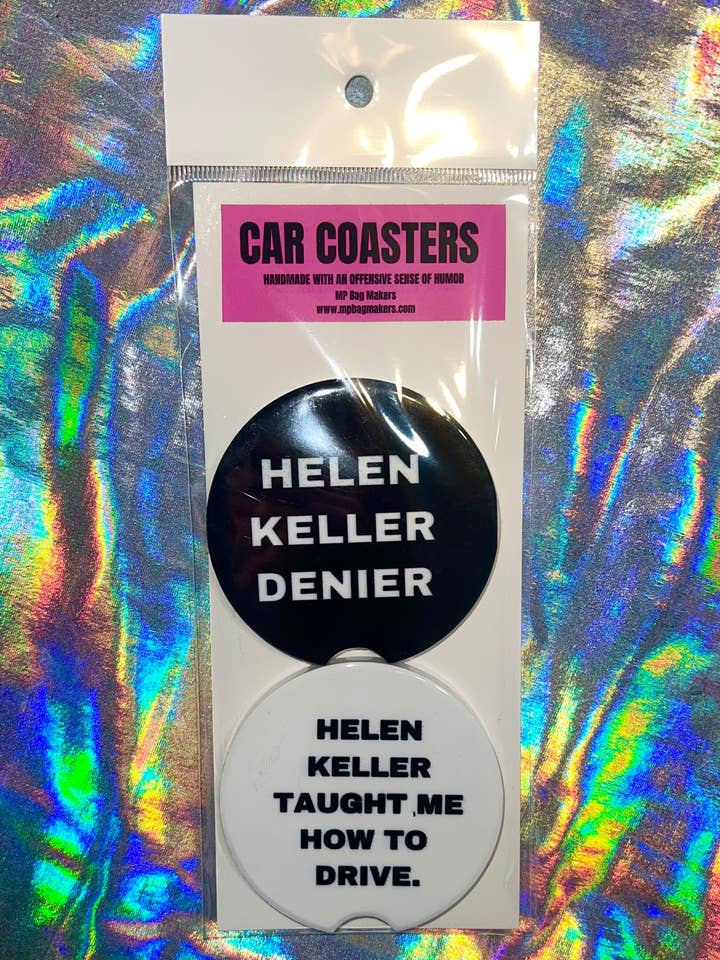 CAR COASTERS
HANDMADE WITH AN OFFENSIVE SENSE OF HUMOR
MP Bag Makers
www.mpbagmakers.com
HELEN
KELLER
DENIER
HELEN
KELLER
TAUGHT ME
HOW TO
DRIVE.